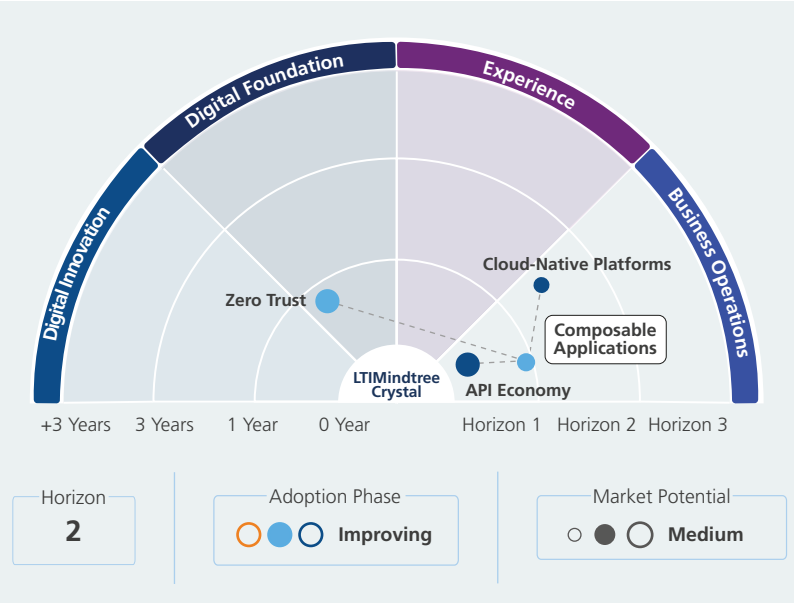 Digital Foundation
Experience
Digital Innovation
Business Operations
Cloud-Native Platforms
Zero Trust
Composable
Applications
LTIMindtree
Crystal
API Economy
+3 Years
3 Years
1 Year
0 Year
Horizon 1
Horizon 2
Horizon 3
Horizon
2
Adoption Phase
Improving
Market Potential
Medium